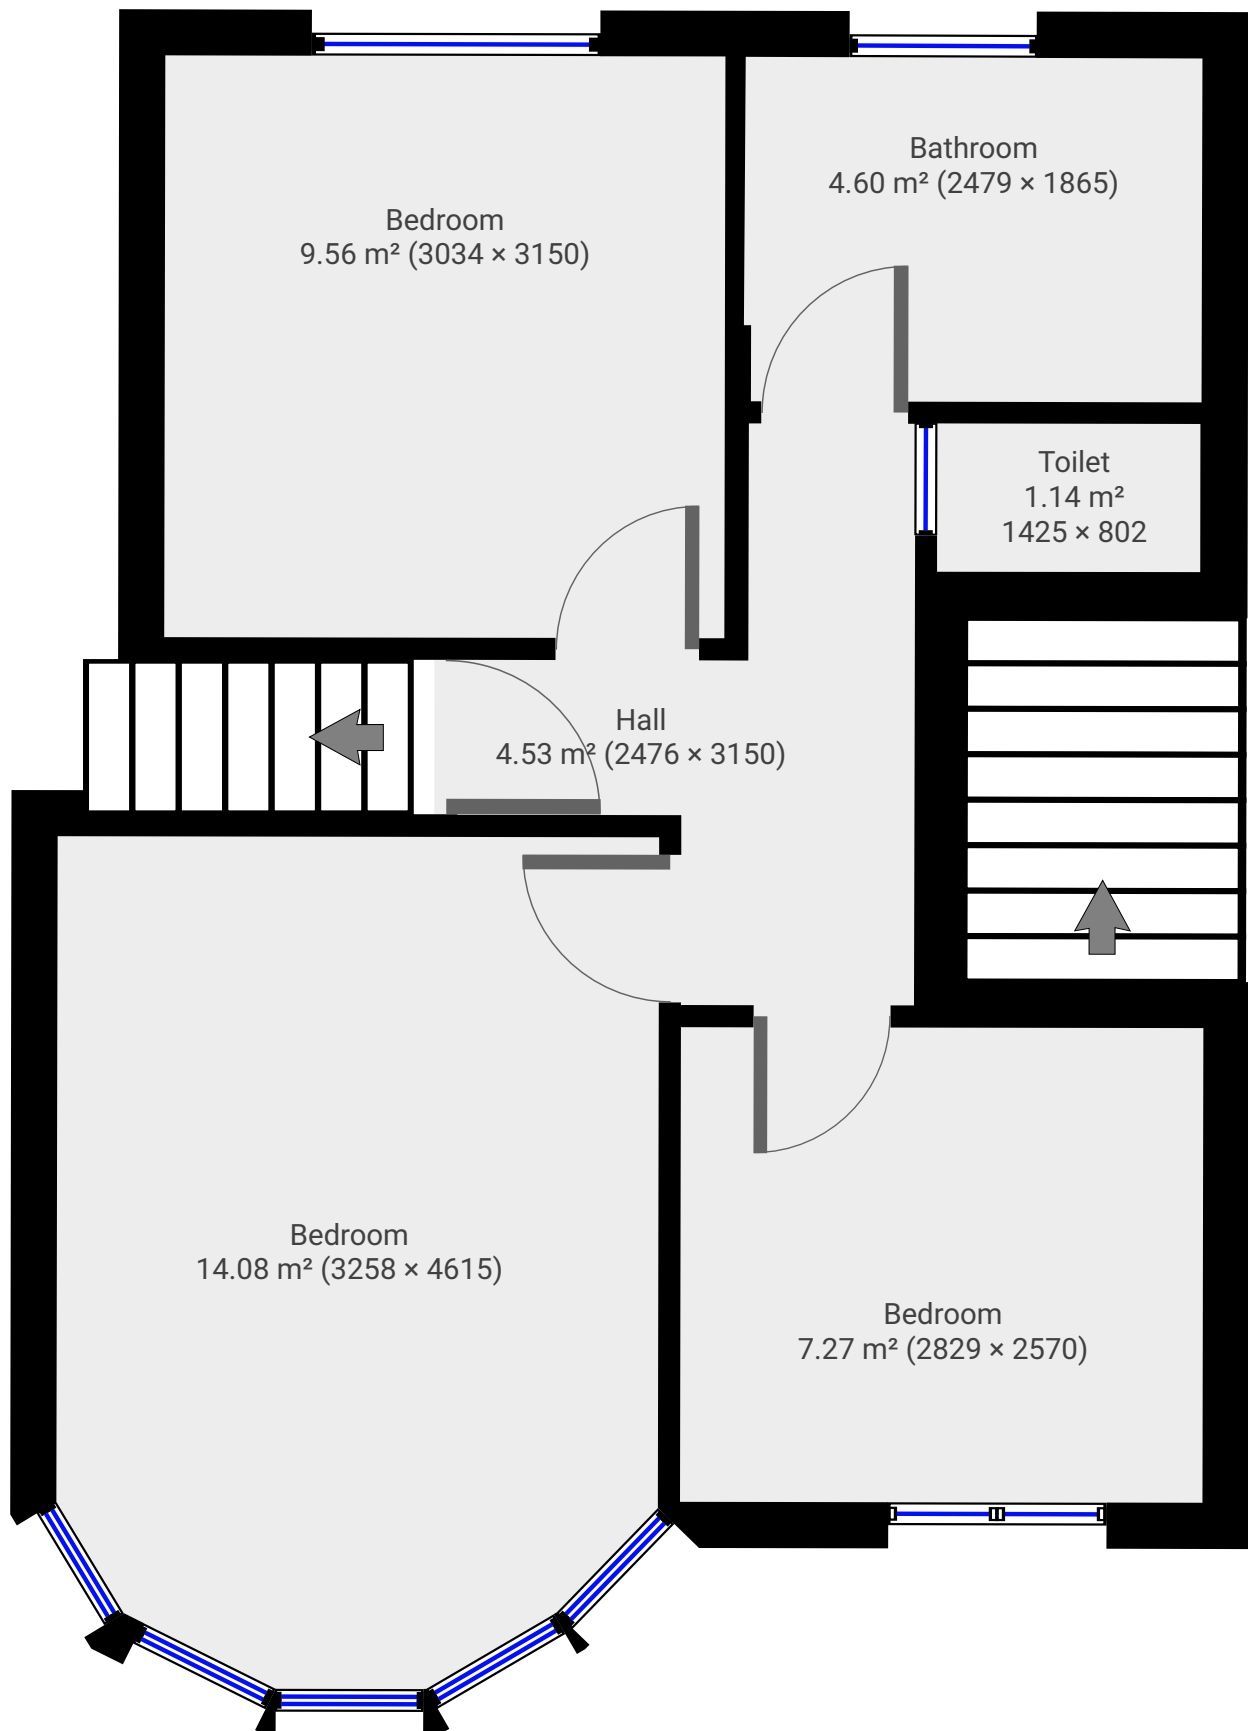 Bathroom
4.60 m² (2479 × 1865)
Bedroom
9.56 m² (3034 × 3150)
Toilet
1.14 m²
1425 × 802
Hall
4.53 m² (2476 × 3150)
Bedroom
14.08 m² (3258 × 4615)
Bedroom
7.27 m² (2829 × 2570)